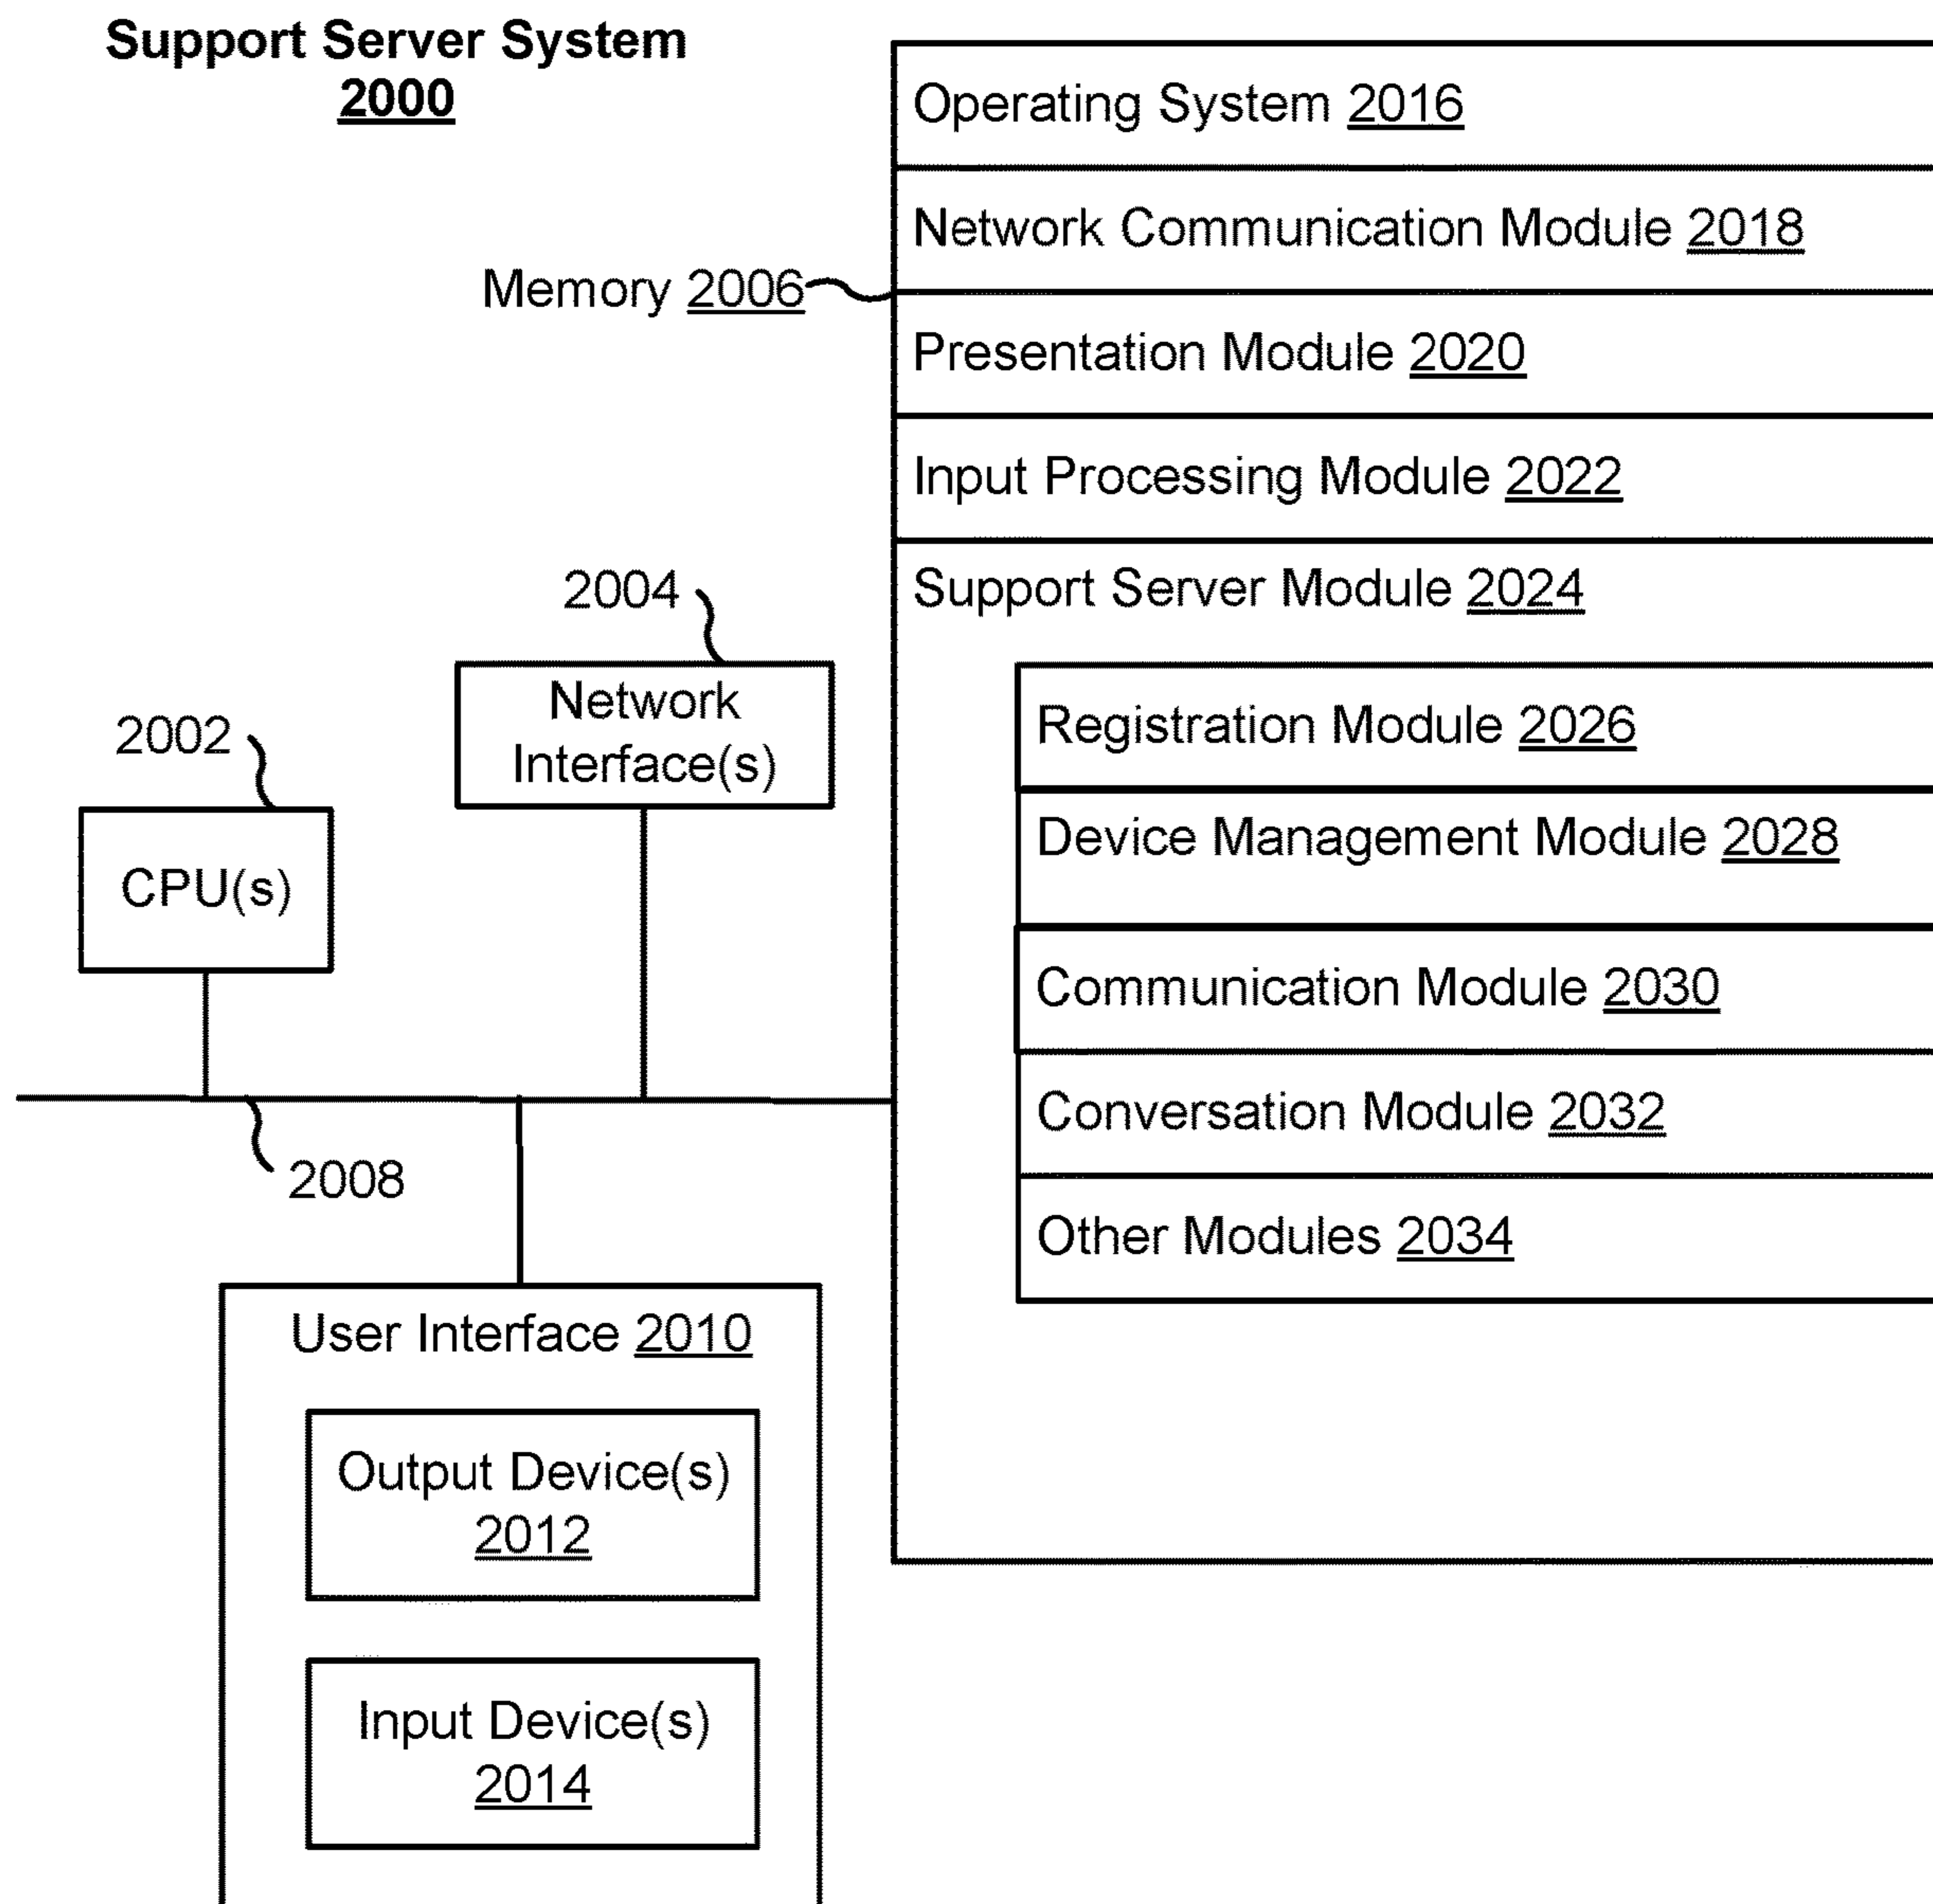 Support Server System
2000
Operating System 2016
Network Communication Module 2018
Memory 2006
Presentation Module 2020
Input Processing Module 2022
Support Server Module 2024
2004
Network
Interface(s)
2002
CPU(s)
Registration Module 2026
Device Management Module 2028
Communication Module 2030
Conversation Module 2032
Other Modules 2034
2008
User Interface 2010
Output Device(s)
2012
Input Device(s)
2014